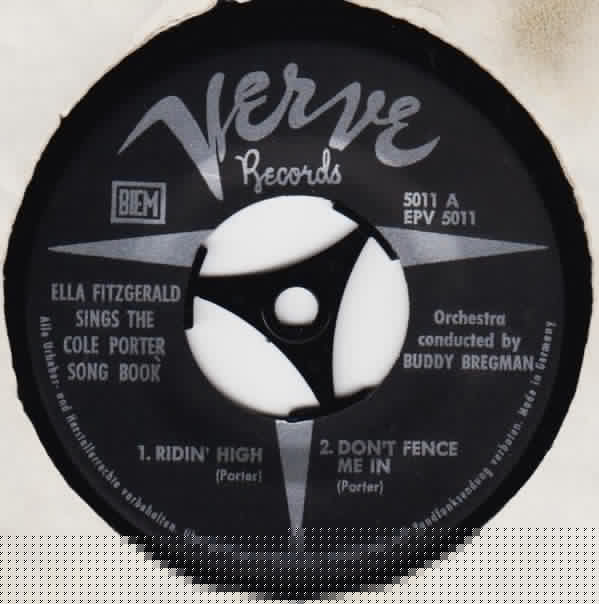 Verve
Records
BIEM
5011 A
EPV 5011
ELLA FITZGERALD
SINGS THE
COLE PORTER
SONG BOOK
Orchestra
conducted by
BUDDY BREGMAN
1. RIDIN' HIGH
(Porter)
2. DON'T FENCE
ME IN
(Porter)
Alle Urheber- und Herstellerrechte vorbehalten.
Rundfunksendung verboten. Made in Germany